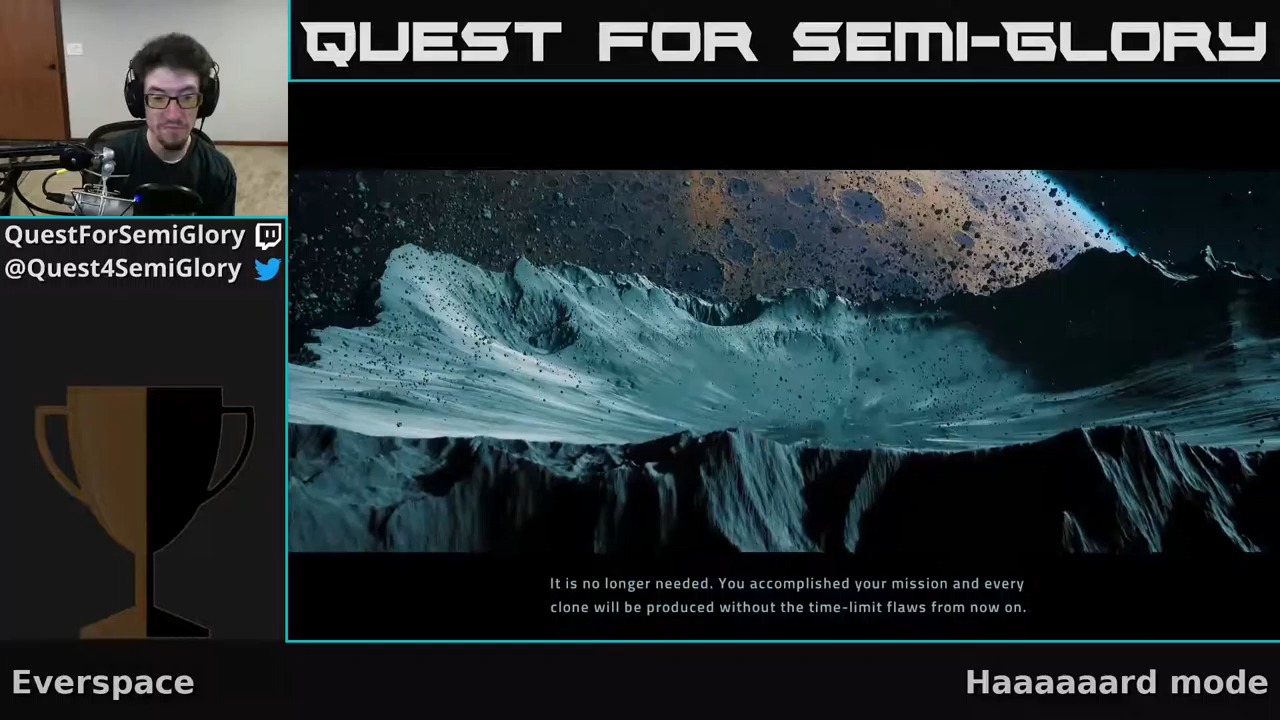 QUEST FOR SEMI-GLORY
QuestForSemiGlory
@Quest4SemiGlory
It is no longer needed. You accomplished your mission and every
clone will be produced without the time-limit flaws from now on.
Everspace
Haaaaaard mode